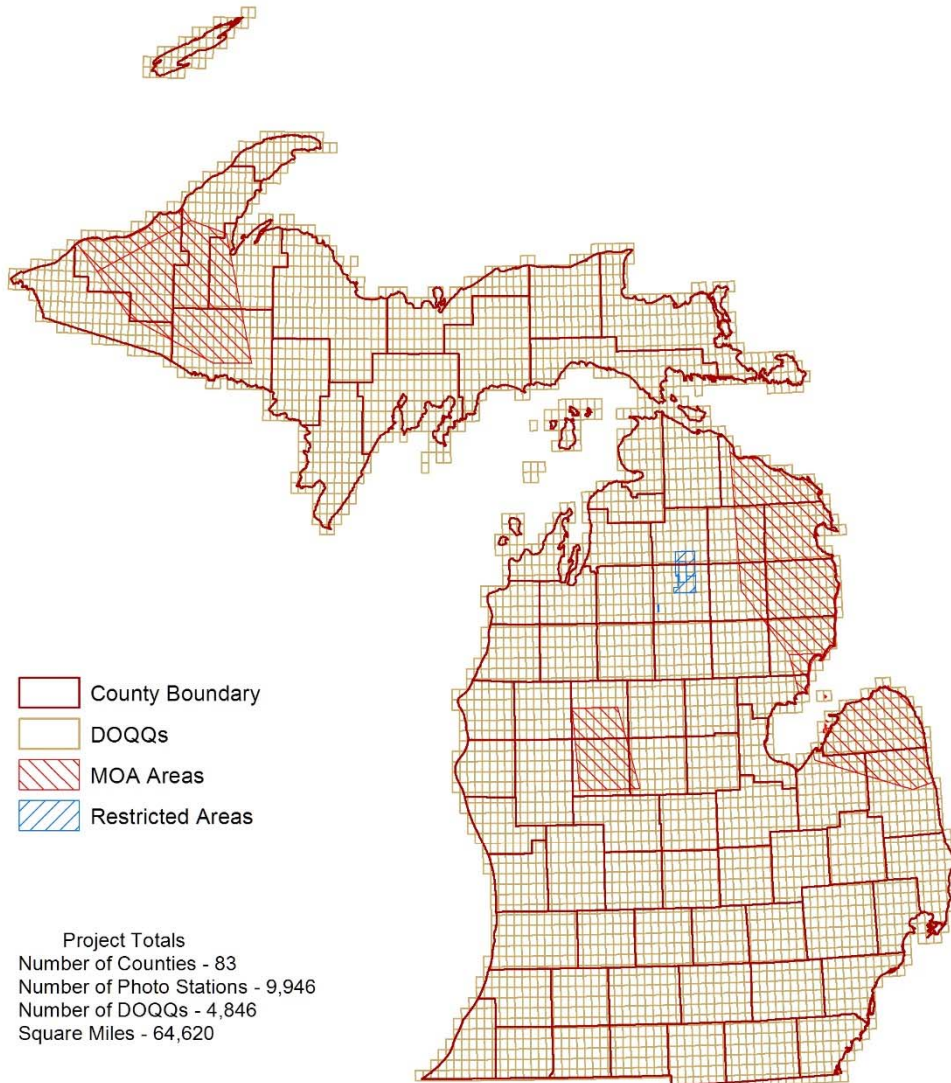 County Boundary
DOQQs
MOA Areas
Restricted Areas
Project Totals
Number of Counties - 83
Number of Photo Stations - 9,946
Number of DOQQs - 4,846
Square Miles - 64,620